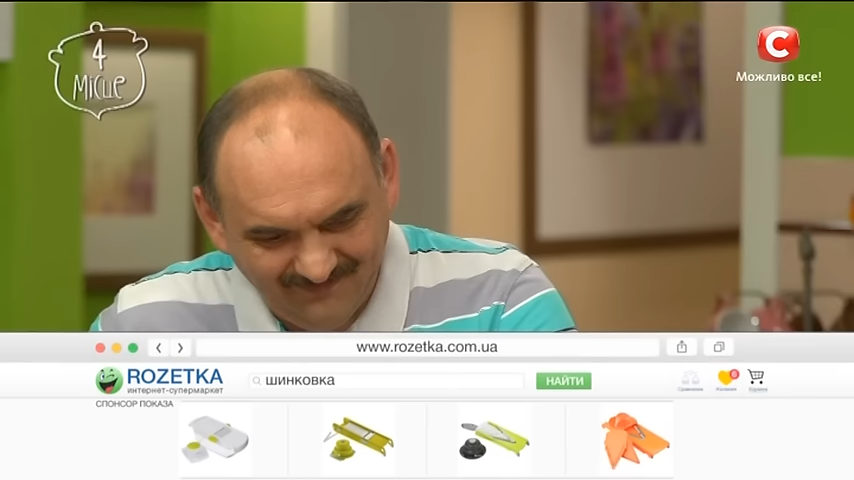 4
Місце
С
Можливо все!
www.rozetka.com.ua
ROZETKA
интернет-супермаркет
шинковка
НАЙТИ
СПОНСОР ПОКАЗА